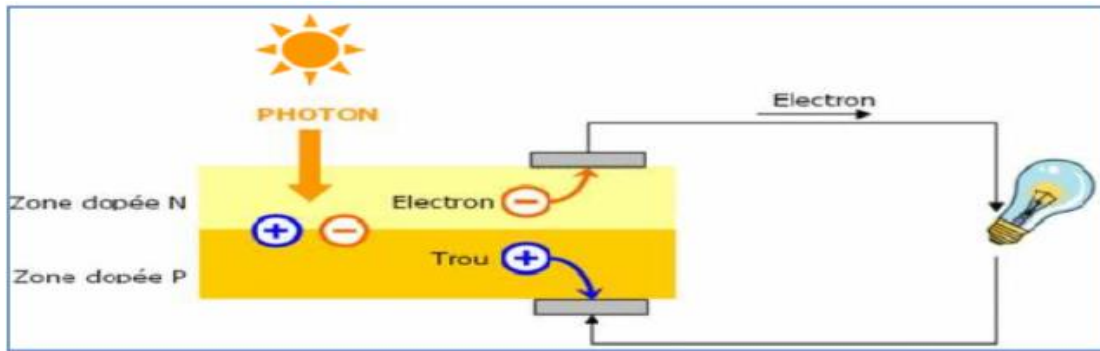 PHOTON
Electron
Zone dopée N
Electron
Trou
Zone dopée P